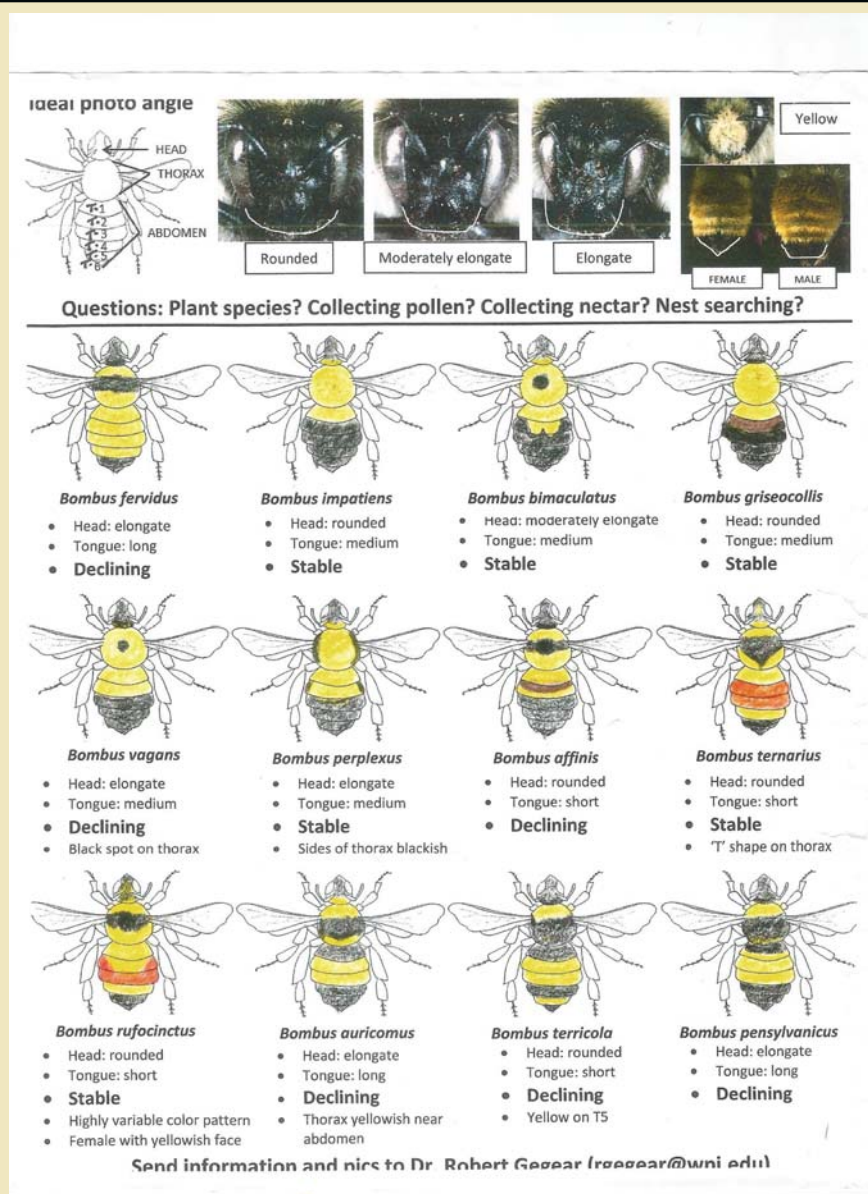 Ideal photo angle
HEAD
THORAX
ABDOMEN
T·1
T·2
T·3
T·4
T·5
T·6
Rounded
Moderately elongate
Elongate
Yellow
FEMALE
MALE
Questions: Plant species? Collecting pollen? Collecting nectar? Nest searching?
Bombus fervidus
• Head: elongate
• Tongue: long
• Declining
Bombus impatiens
• Head: rounded
• Tongue: medium
• Stable
Bombus bimaculatus
• Head: moderately elongate
• Tongue: medium
• Stable
Bombus griseocollis
• Head: rounded
• Tongue: medium
• Stable
Bombus vagans
• Head: elongate
• Tongue: medium
• Declining
• Black spot on thorax
Bombus perplexus
• Head: elongate
• Tongue: medium
• Stable
• Sides of thorax blackish
Bombus affinis
• Head: rounded
• Tongue: short
• Declining
Bombus ternarius
• Head: rounded
• Tongue: short
• Stable
• 'T' shape on thorax
Bombus rufocinctus
• Head: rounded
• Tongue: short
• Stable
• Highly variable color pattern
• Female with yellowish face
Bombus auricomus
• Head: elongate
• Tongue: long
• Declining
• Thorax yellowish near
abdomen
Bombus terricola
• Head: rounded
• Tongue: short
• Declining
• Yellow on T5
Bombus pensylvanicus
• Head: elongate
• Tongue: long
• Declining
Send information and pics to Dr. Robert Gegear (rgegear@wpi.edu)